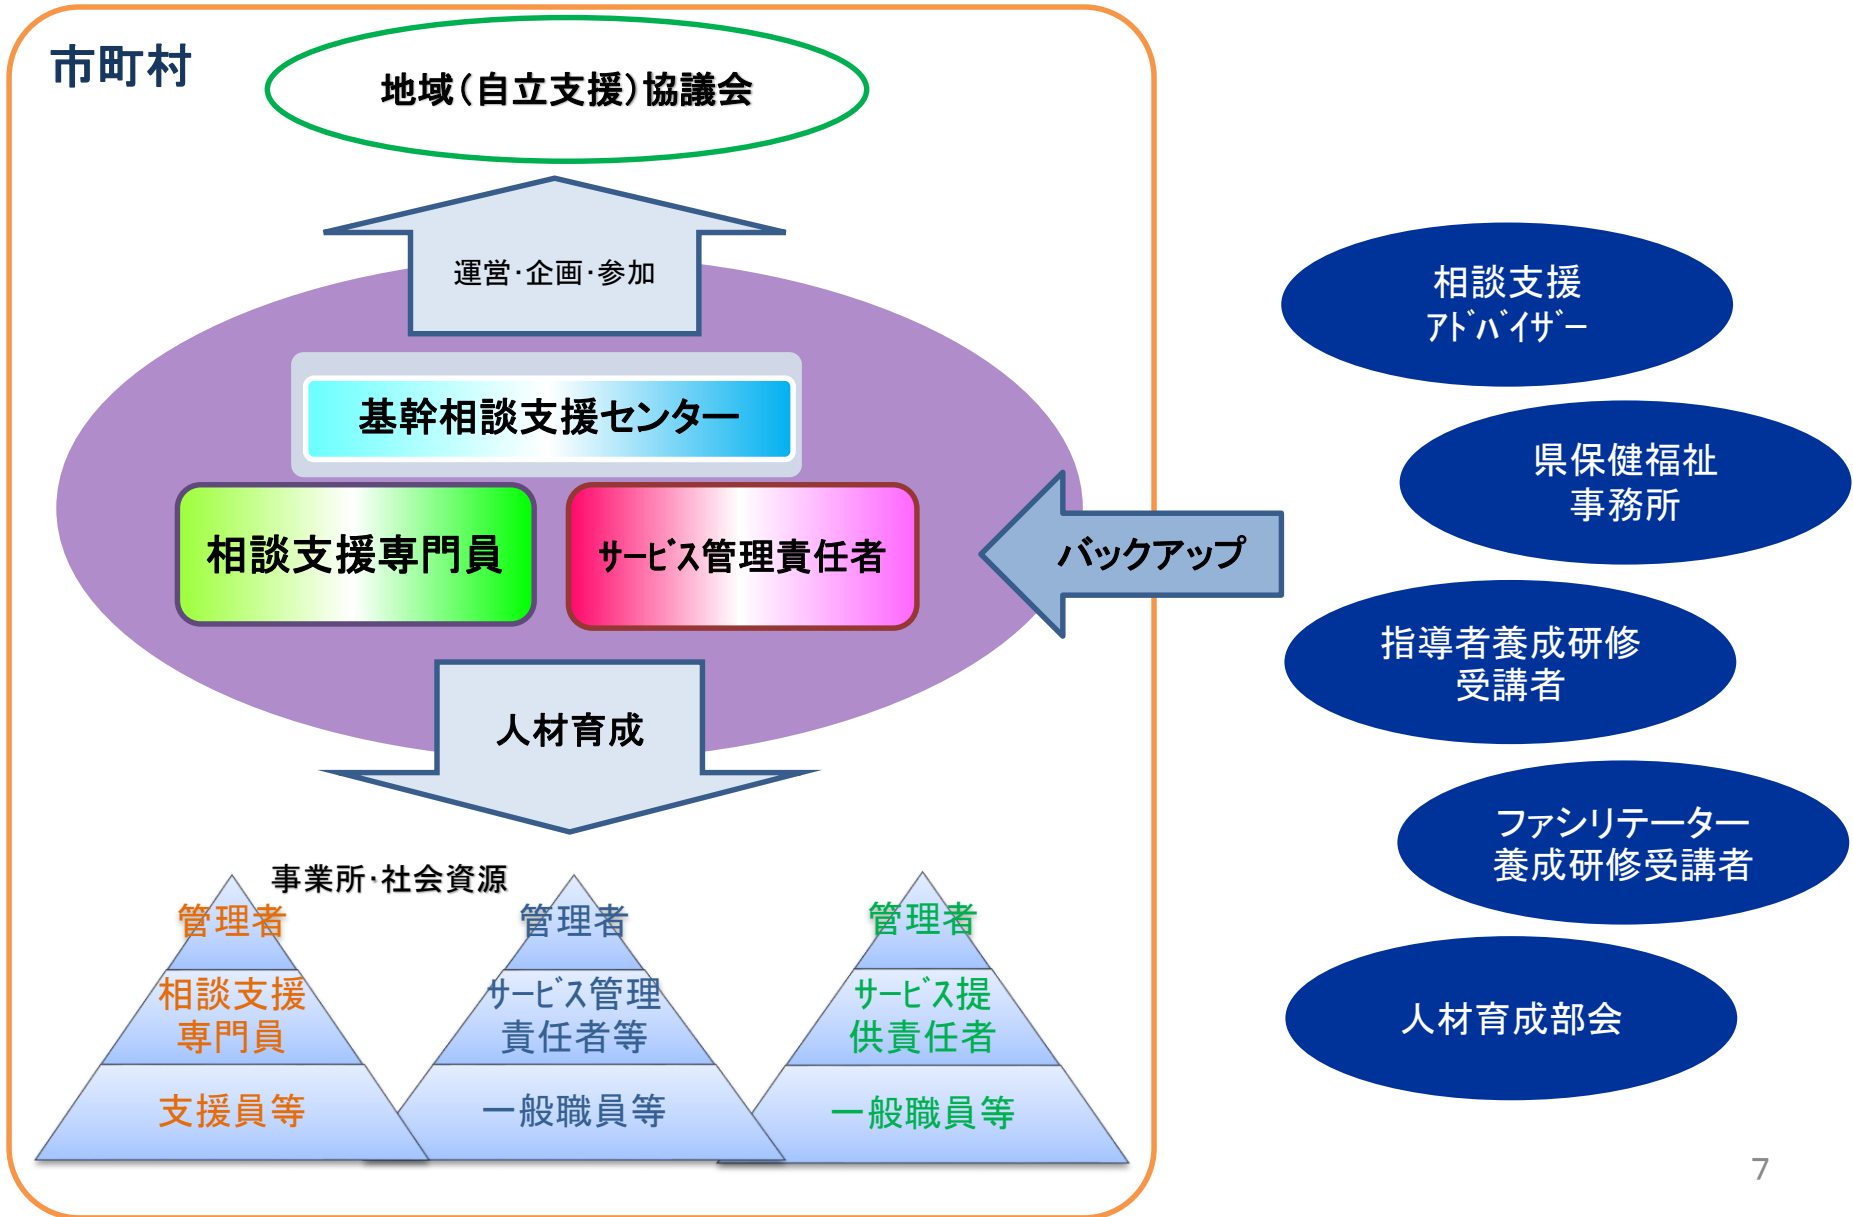 市町村
地域（自立支援）協議会
運営・企画・参加
基幹相談支援センター
相談支援専門員
ｻｰﾋﾞｽ管理責任者
バックアップ
人材育成
事業所・社会資源
管理者
相談支援
専門員
支援員等
管理者
ｻｰﾋﾞｽ管理
責任者等
一般職員等
管理者
ｻｰﾋﾞｽ提
供責任者
一般職員等
相談支援
ｱﾄﾞﾊﾞｲｻﾞｰ
県保健福祉
事務所
指導者養成研修
受講者
ファシリテーター
養成研修受講者
人材育成部会
7